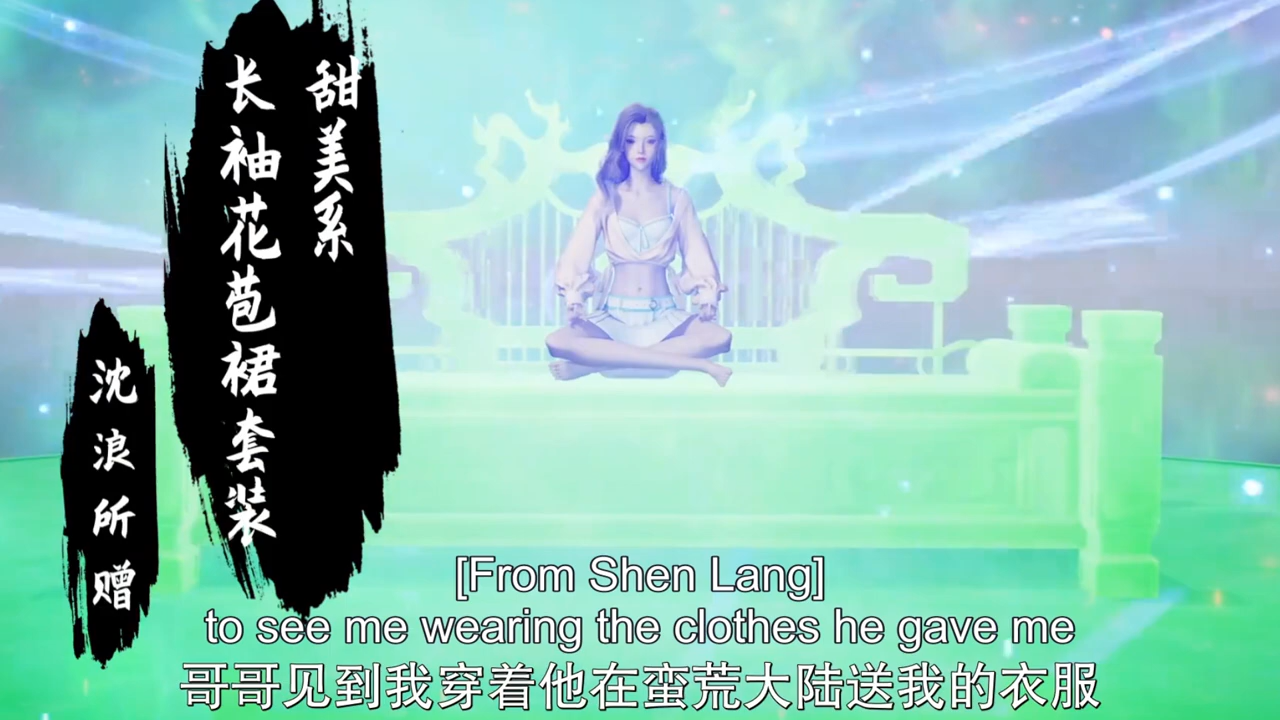 甜美系
长袖花苞裙套装
沈浪所赠
[From Shen Lang]
to see me wearing the clothes he gave me
哥哥见到我穿着他在蛮荒大陆送我的衣服